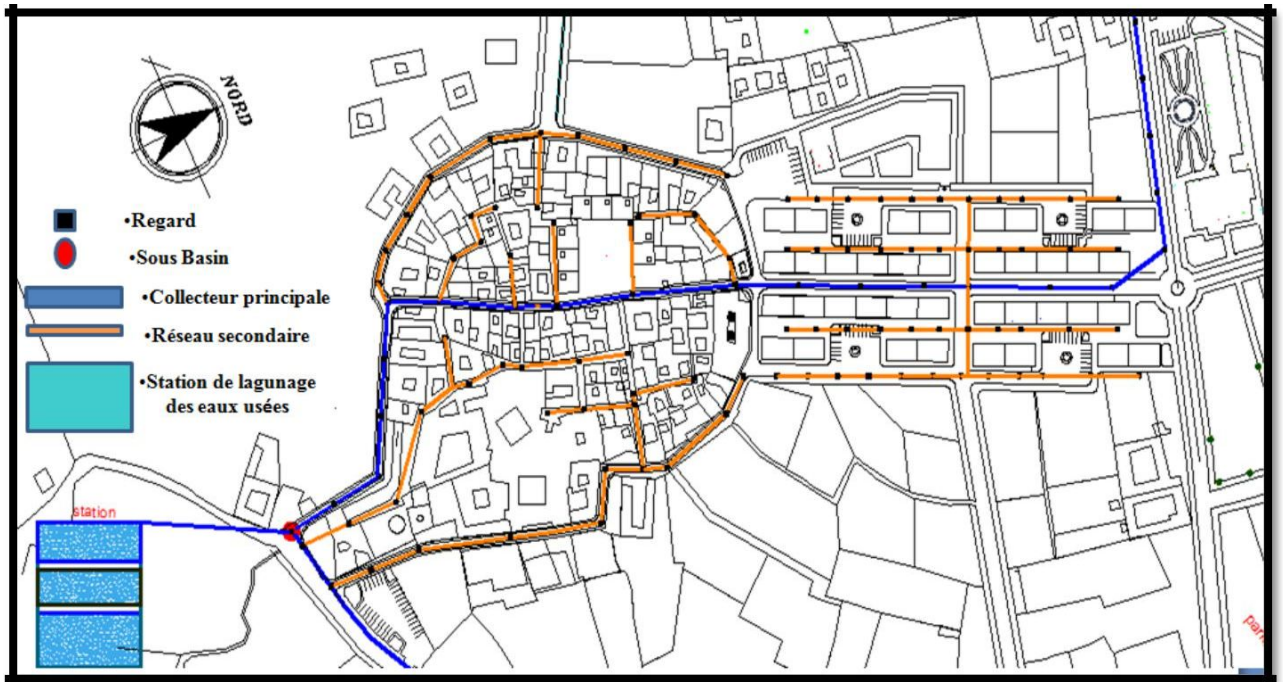 NORD
•Regard
•Sous Basin
•Collecteur principale
•Réseau secondaire
•Station de lagunage
des eaux usées
station